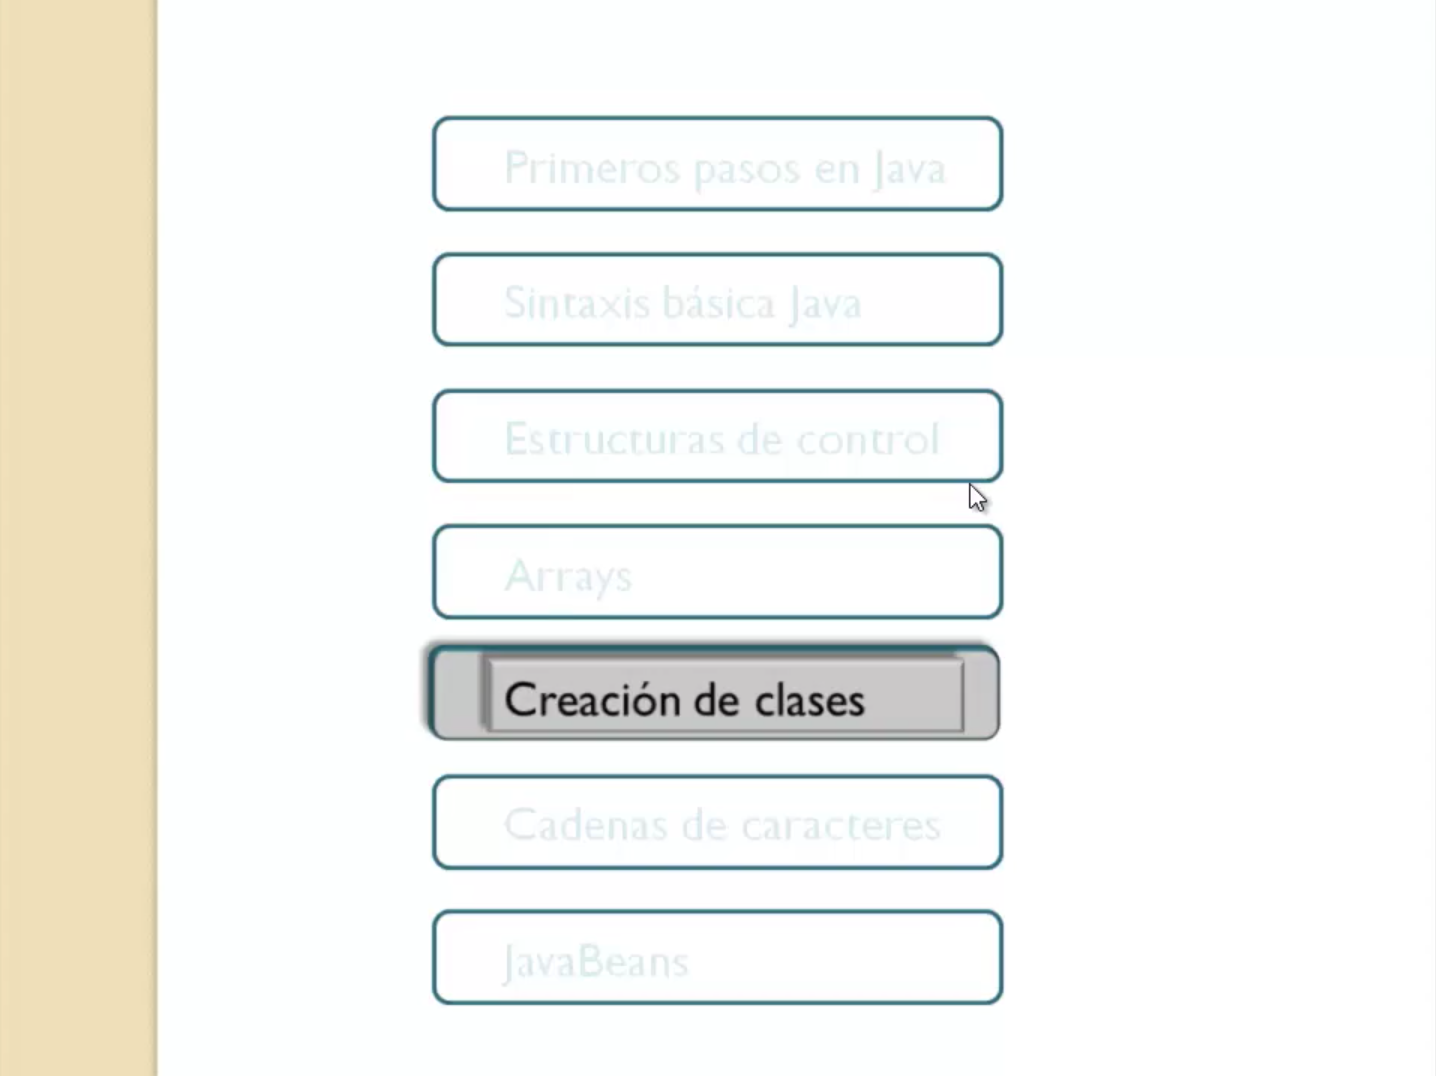 Primeros pasos en Java
Sintaxis básica Java
Estructuras de control
Arrays
Creación de clases
Cadenas de caracteres
JavaBeans